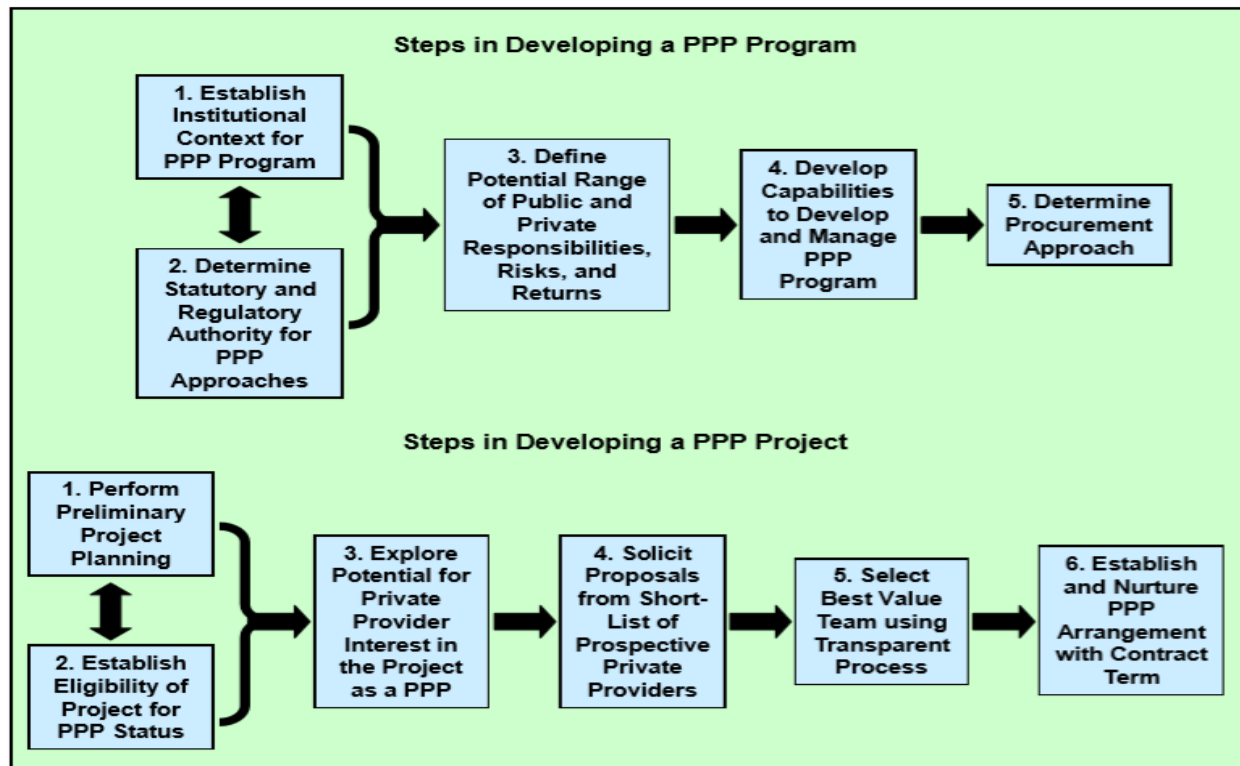 Steps in Developing a PPP Program
1. Establish
Institutional
Context for
PPP Program
2. Determine
Statutory and
Regulatory
Authority for
PPP
Approaches
3. Define
Potential Range
of Public and
Private
Responsibilities,
Risks, and
Returns
4. Develop
Capabilities
to Develop
and Manage
PPP
Program
5. Determine
Procurement
Approach
Steps in Developing a PPP Project
1. Perform
Preliminary
Project
Planning
2. Establish
Eligibility of
Project for
PPP Status
3. Explore
Potential for
Private
Provider
Interest in
the Project
as a PPP
4. Solicit
Proposals
from Short-
List of
Prospective
Private
Providers
5. Select
Best Value
Team using
Transparent
Process
6. Establish
and Nurture
PPP
Arrangement
with Contract
Term